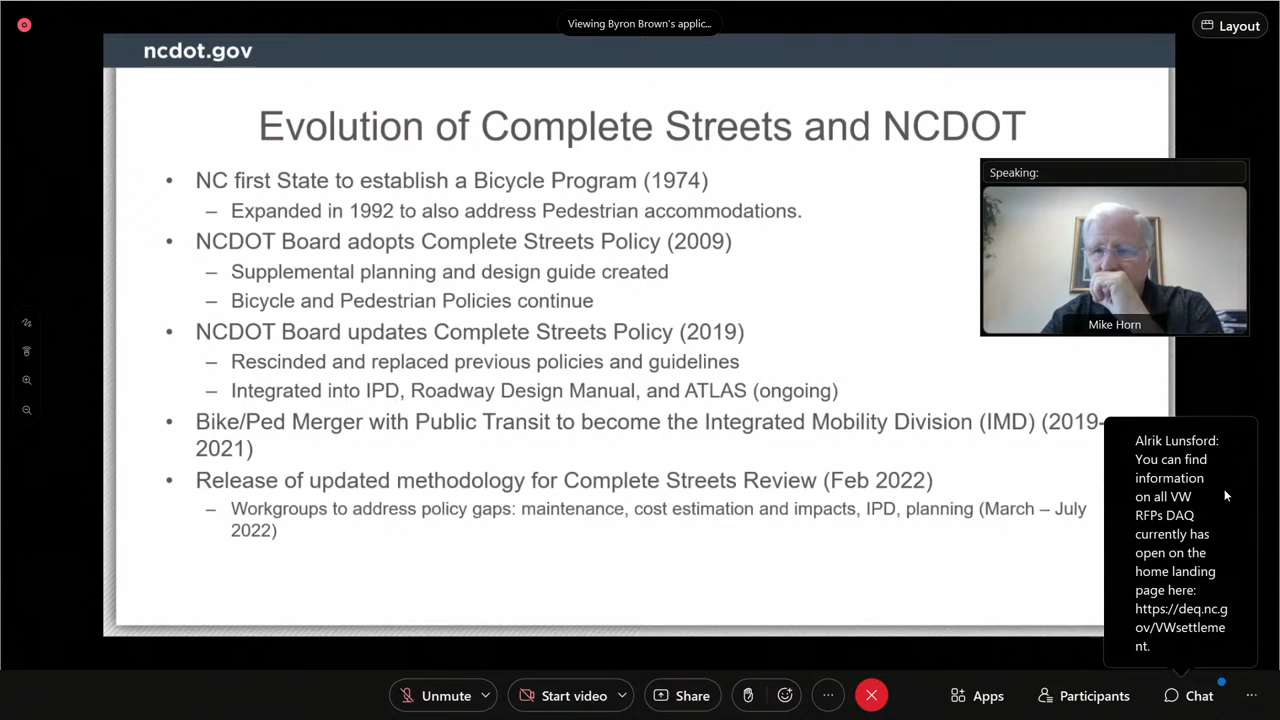 Viewing Byron Brown's applic...
Layout
ncdot.gov
Evolution of Complete Streets and NCDOT
• NC first State to establish a Bicycle Program (1974)
– Expanded in 1992 to also address Pedestrian accommodations.
• NCDOT Board adopts Complete Streets Policy (2009)
– Supplemental planning and design guide created
– Bicycle and Pedestrian Policies continue
• NCDOT Board updates Complete Streets Policy (2019)
– Rescinded and replaced previous policies and guidelines
– Integrated into IPD, Roadway Design Manual, and ATLAS (ongoing)
• Bike/Ped Merger with Public Transit to become the Integrated Mobility Division (IMD) (2019-
2021)
• Release of updated methodology for Complete Streets Review (Feb 2022)
– Workgroups to address policy gaps: maintenance, cost estimation and impacts, IPD, planning (March – July
2022)
Speaking:
Mike Horn
Alrik Lunsford:
You can find
information
on all VW
RFPs DAQ
currently has
open on the
home landing
page here:
https://deq.nc.g
ov/VWsettleme
nt.
Unmute
Start video
Share
Apps
Participants
Chat